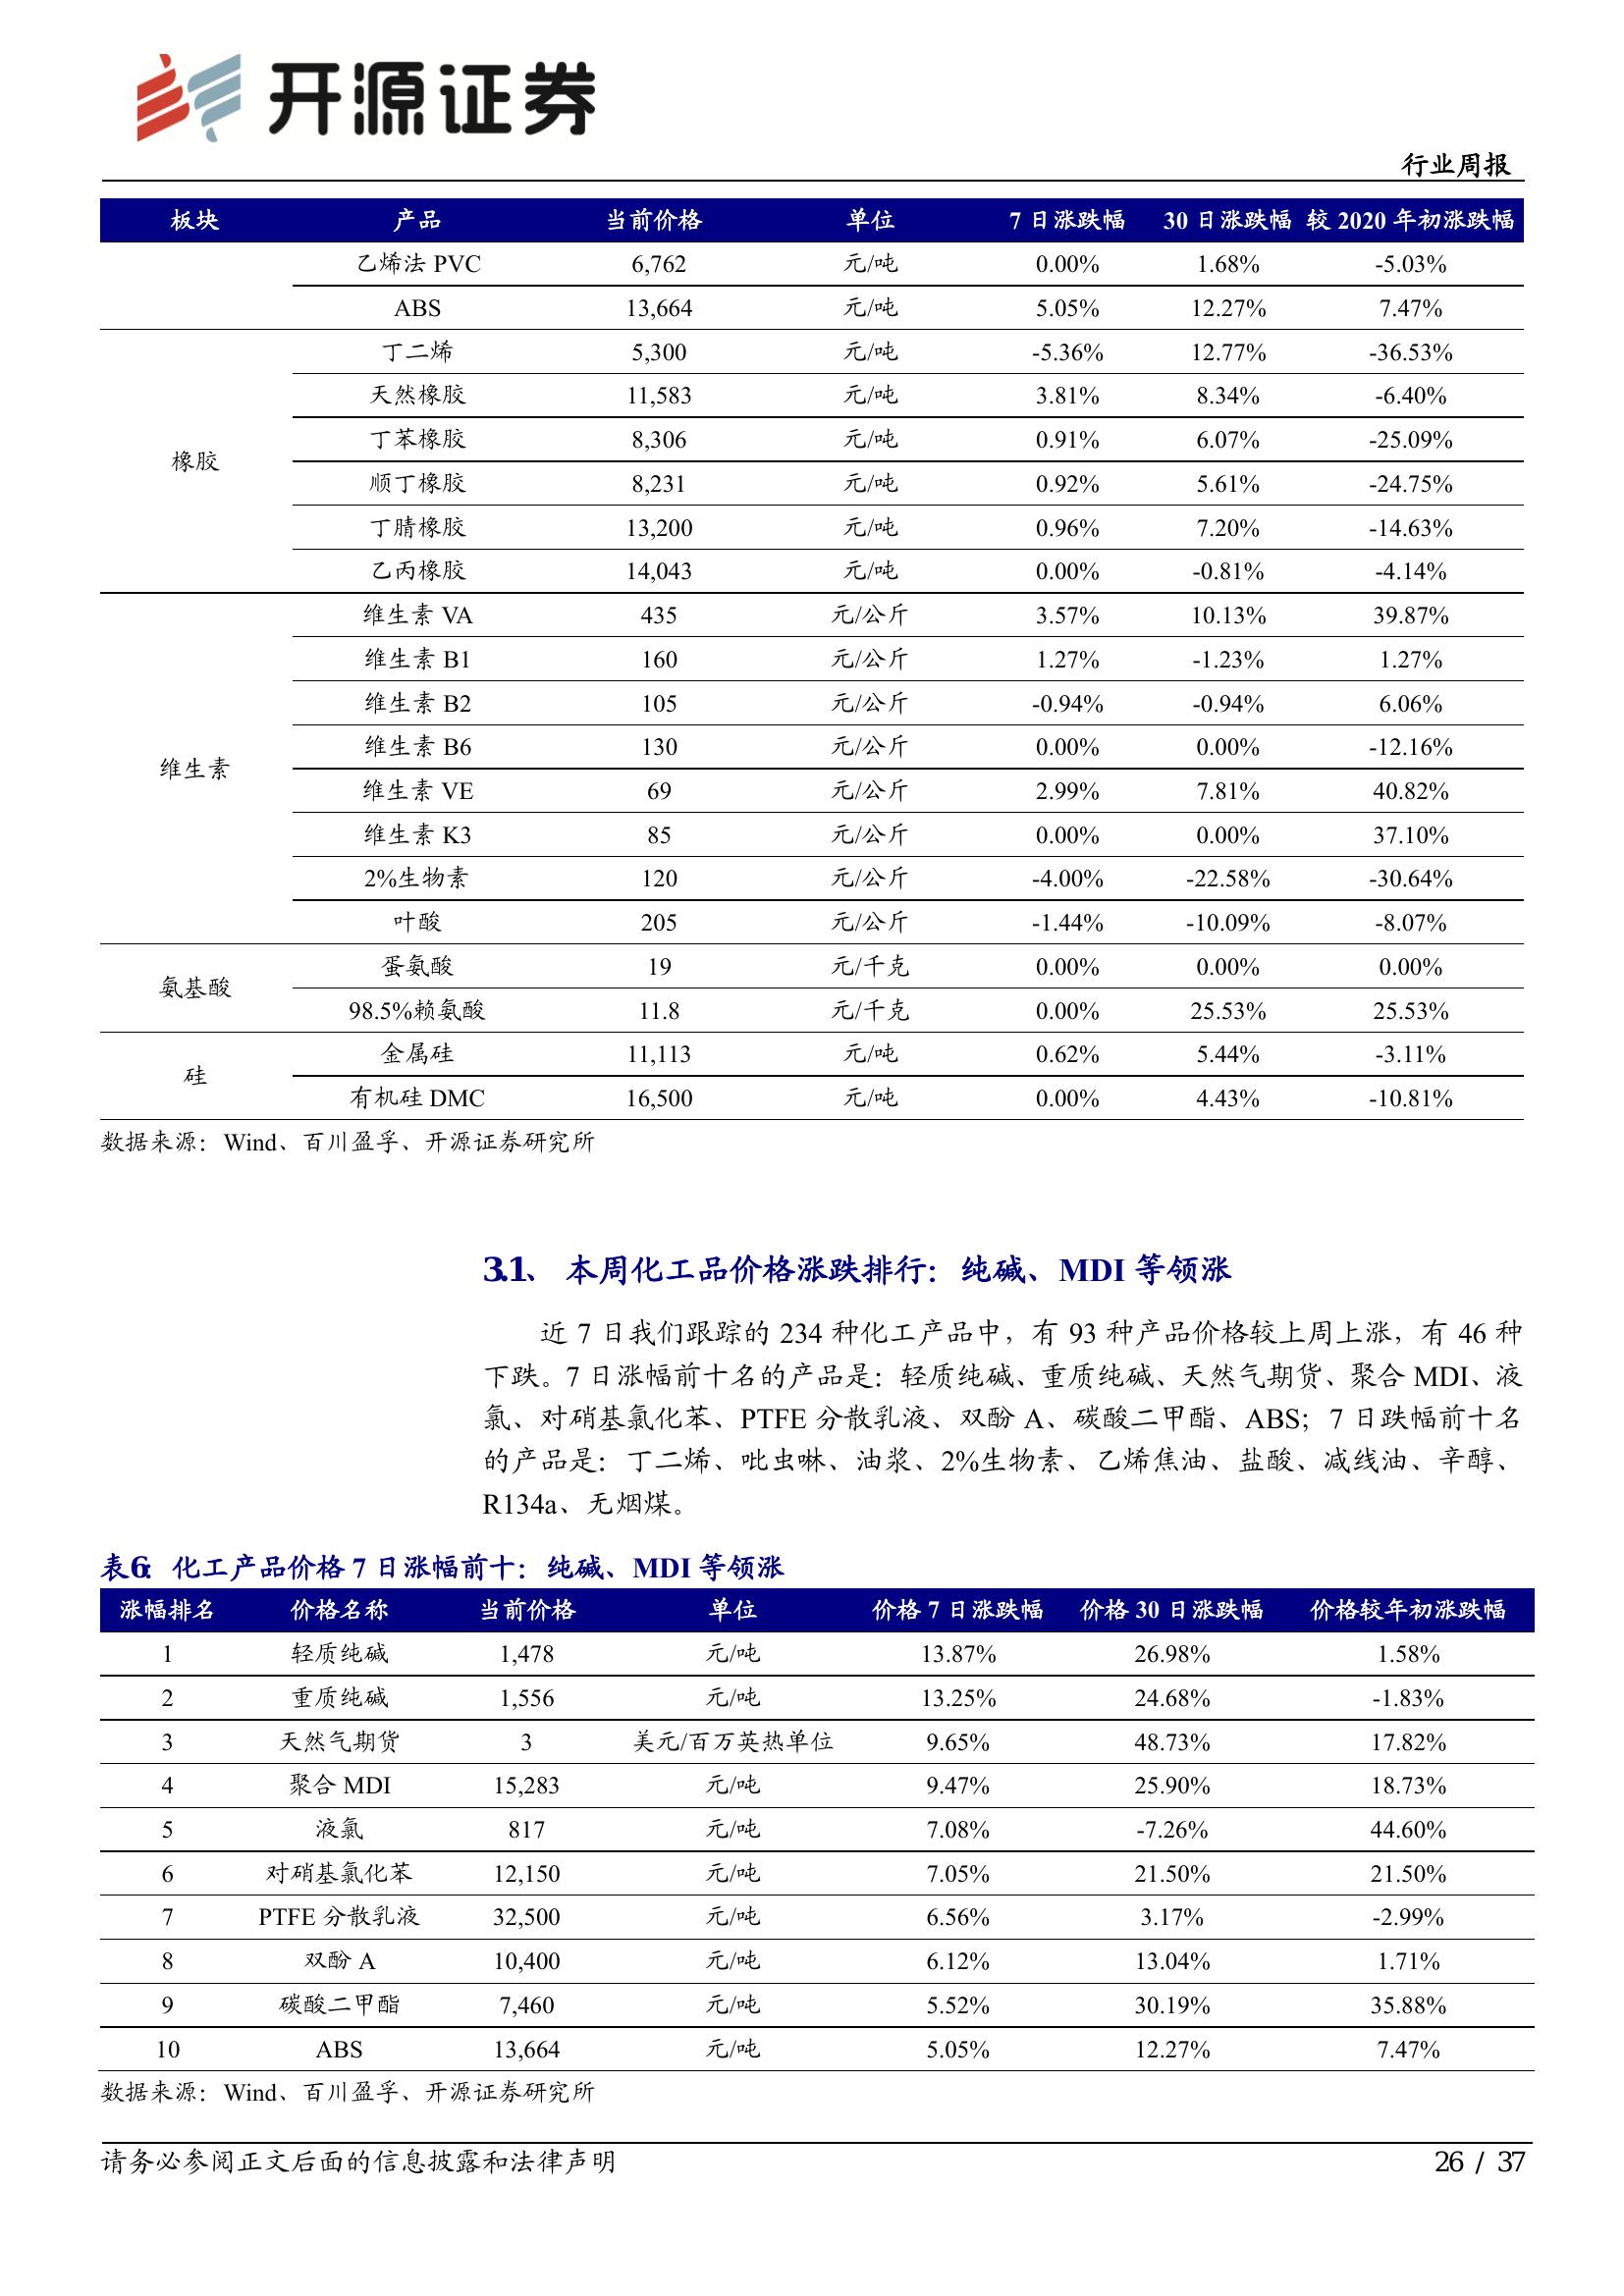 开源证券
行业周报
板块 产品 当前价格 单位 7 日涨跌幅 30 日涨跌幅 较 2020 年初涨跌幅
乙烯法 PVC 6,762 元/吨 0.00% 1.68% -5.03%
ABS 13,664 元/吨 5.05% 12.27% 7.47%
橡胶 丁二烯 5,300 元/吨 -5.36% 12.77% -36.53%
天然橡胶 11,583 元/吨 3.81% 8.34% -6.40%
丁苯橡胶 8,306 元/吨 0.91% 6.07% -25.09%
顺丁橡胶 8,231 元/吨 0.92% 5.61% -24.75%
丁腈橡胶 13,200 元/吨 0.96% 7.20% -14.63%
乙丙橡胶 14,043 元/吨 0.00% -0.81% -4.14%
维生素 维生素 VA 435 元/公斤 3.57% 10.13% 39.87%
维生素 B1 160 元/公斤 1.27% -1.23% 1.27%
维生素 B2 105 元/公斤 -0.94% -0.94% 6.06%
维生素 B6 130 元/公斤 0.00% 0.00% -12.16%
维生素 VE 69 元/公斤 2.99% 7.81% 40.82%
维生素 K3 85 元/公斤 0.00% 0.00% 37.10%
2%生物素 120 元/公斤 -4.00% -22.58% -30.64%
叶酸 205 元/公斤 -1.44% -10.09% -8.07%
氨基酸 蛋氨酸 19 元/千克 0.00% 0.00% 0.00%
98.5%赖氨酸 11.8 元/千克 0.00% 25.53% 25.53%
硅 金属硅 11,113 元/吨 0.62% 5.44% -3.11%
有机硅 DMC 16,500 元/吨 0.00% 4.43% -10.81%
数据来源：Wind、百川盈孚、开源证券研究所
3.1、 本周化工品价格涨跌排行：纯碱、MDI 等领涨
近 7 日我们跟踪的 234 种化工产品中，有 93 种产品价格较上周上涨，有 46 种
下跌。7 日涨幅前十名的产品是：轻质纯碱、重质纯碱、天然气期货、聚合 MDI、液
氯、对硝基氯化苯、PTFE 分散乳液、双酚 A、碳酸二甲酯、ABS；7 日跌幅前十名
的产品是：丁二烯、吡虫啉、油浆、2%生物素、乙烯焦油、盐酸、减线油、辛醇、
R134a、无烟煤。
表6： 化工产品价格 7 日涨幅前十：纯碱、MDI 等领涨
涨幅排名 价格名称 当前价格 单位 价格 7 日涨跌幅 价格 30 日涨跌幅 价格较年初涨跌幅
1 轻质纯碱 1,478 元/吨 13.87% 26.98% 1.58%
2 重质纯碱 1,556 元/吨 13.25% 24.68% -1.83%
3 天然气期货 3 美元/百万英热单位 9.65% 48.73% 17.82%
4 聚合 MDI 15,283 元/吨 9.47% 25.90% 18.73%
5 液氯 817 元/吨 7.08% -7.26% 44.60%
6 对硝基氯化苯 12,150 元/吨 7.05% 21.50% 21.50%
7 PTFE 分散乳液 32,500 元/吨 6.56% 3.17% -2.99%
8 双酚 A 10,400 元/吨 6.12% 13.04% 1.71%
9 碳酸二甲酯 7,460 元/吨 5.52% 30.19% 35.88%
10 ABS 13,664 元/吨 5.05% 12.27% 7.47%
数据来源：Wind、百川盈孚、开源证券研究所
请务必参阅正文后面的信息披露和法律声明 26 / 37